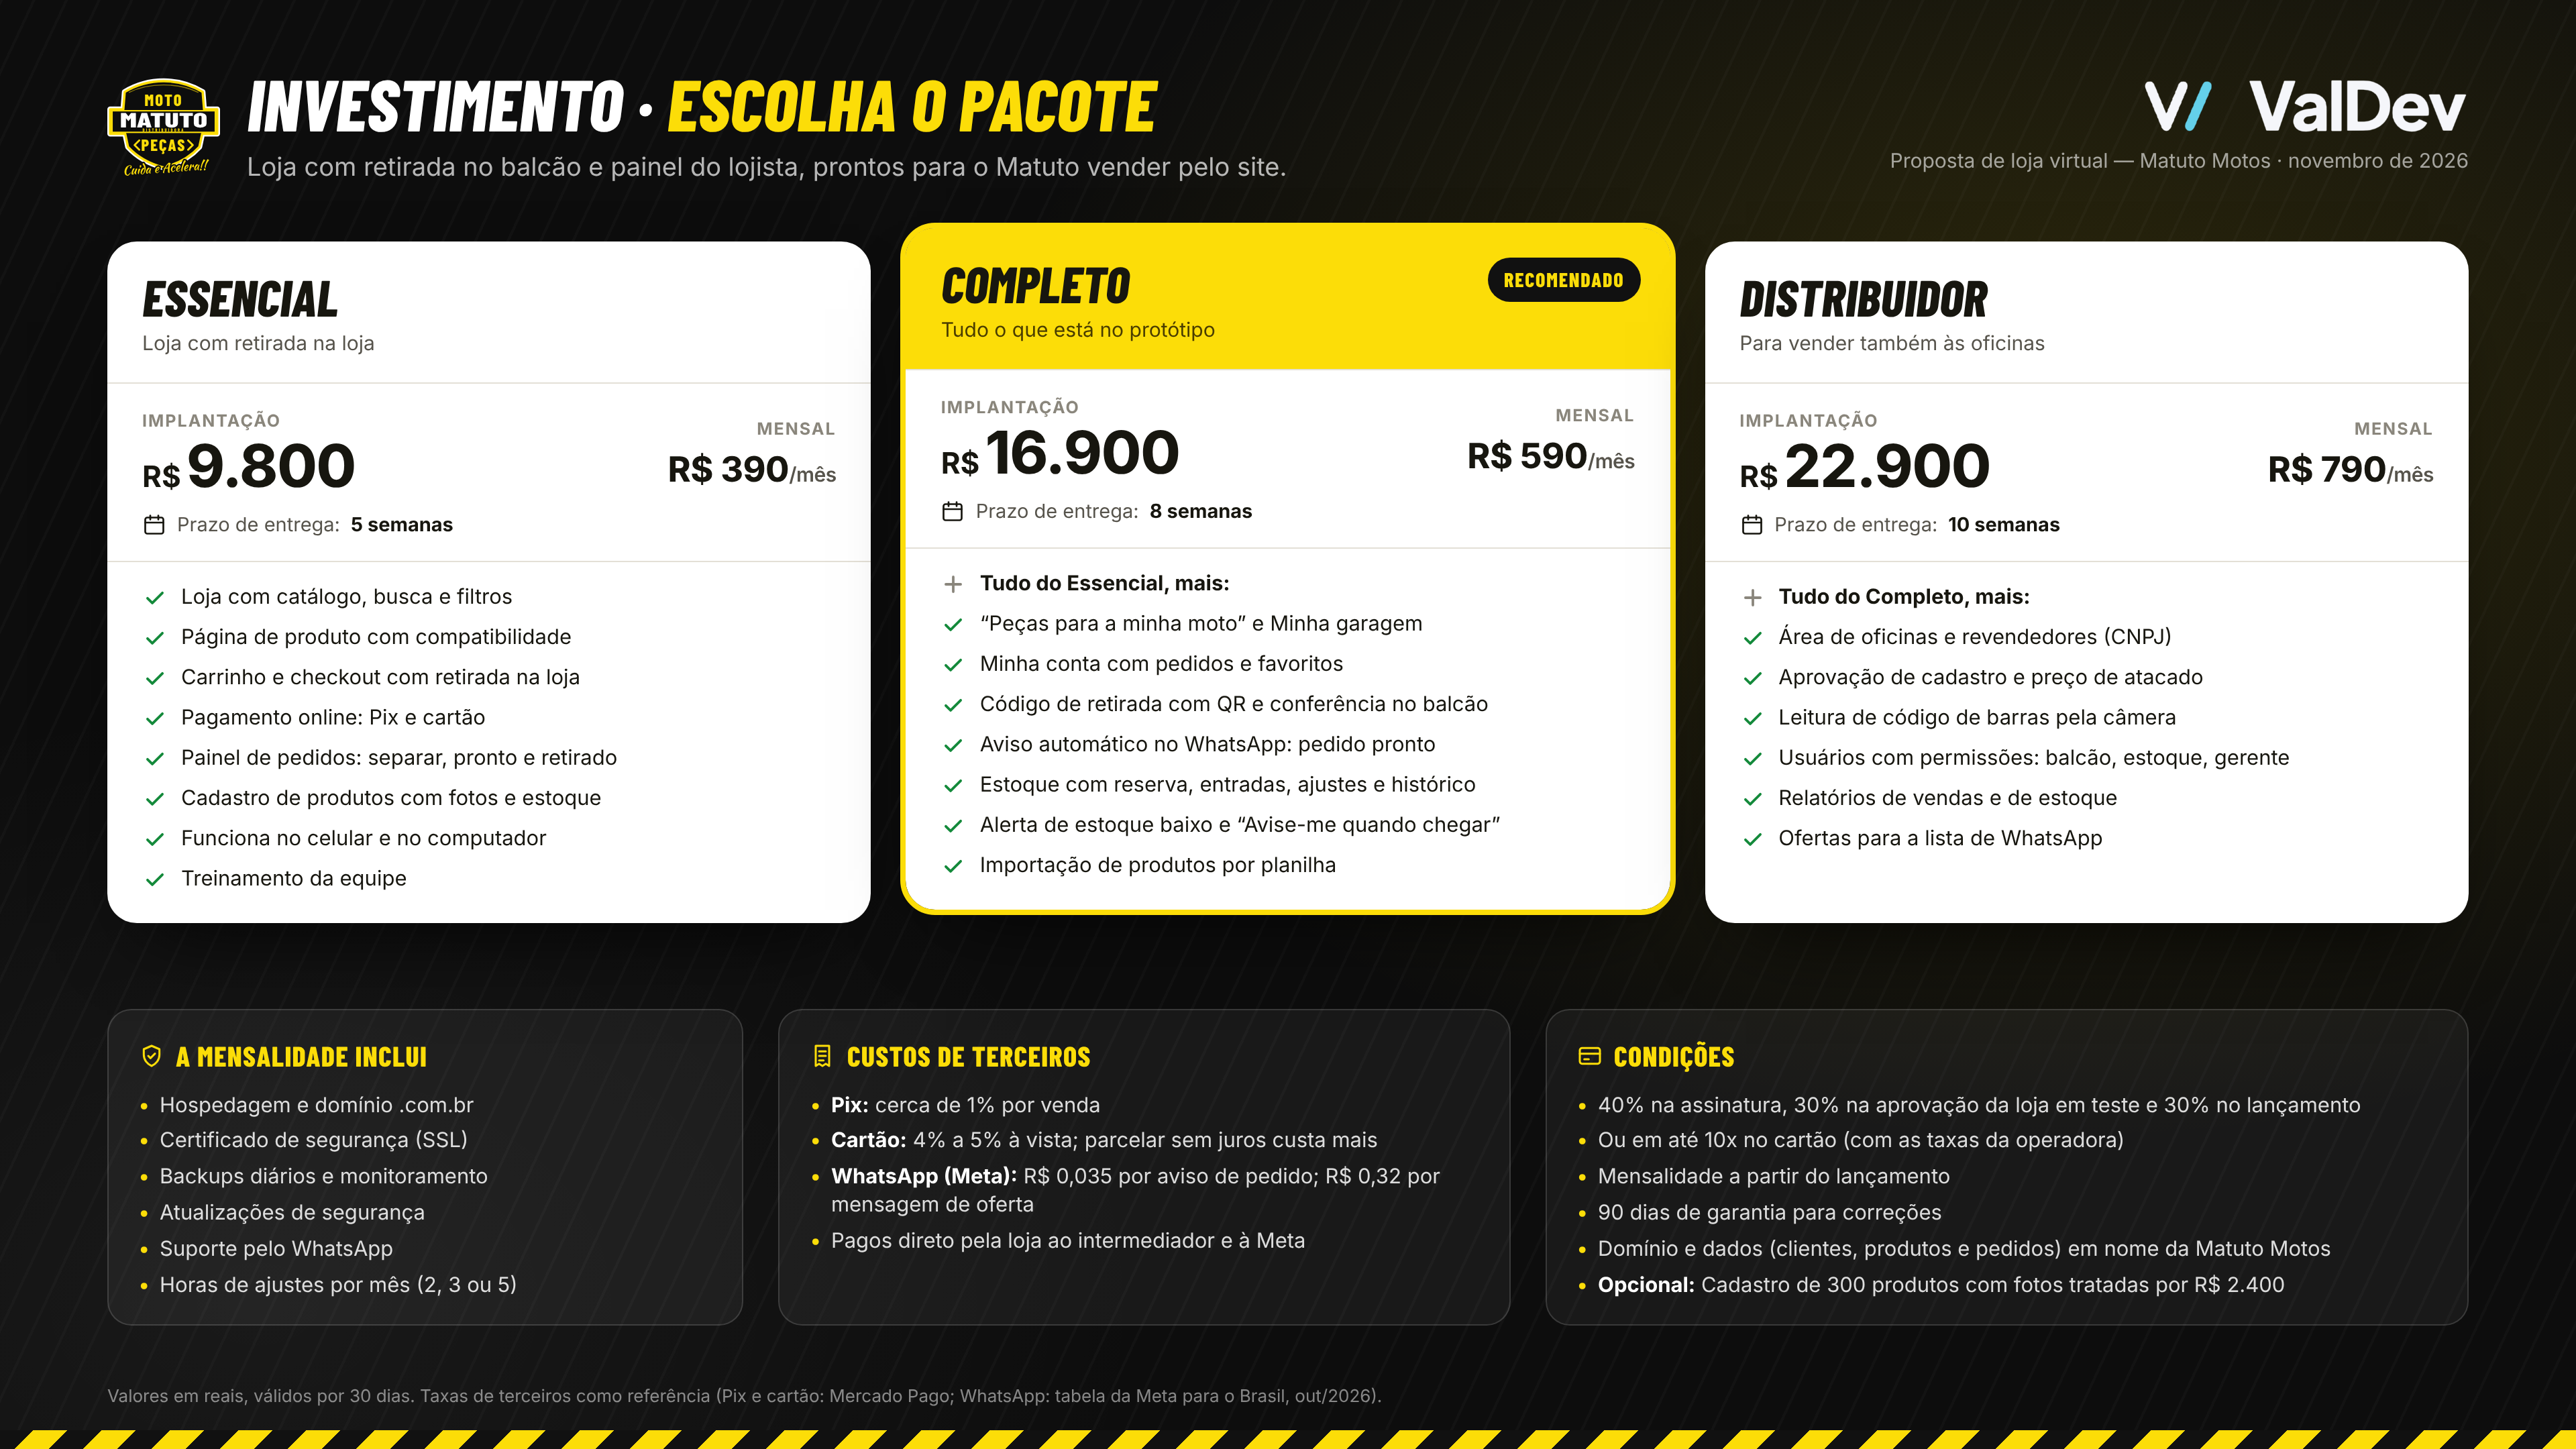 MOTO
MATUTO
DISTRIBUIDORA
<PEÇAS>
Cuida e Acelera!!
INVESTIMENTO · ESCOLHA O PACOTE
Loja com retirada no balcão e painel do lojista, prontos para o Matuto vender pelo site.
V/ ValDev
Proposta de loja virtual — Matuto Motos · novembro de 2026
ESSENCIAL
Loja com retirada na loja
IMPLANTAÇÃO
R$ 9.800
MENSAL
R$ 390/mês
Prazo de entrega: 5 semanas
Loja com catálogo, busca e filtros
Página de produto com compatibilidade
Carrinho e checkout com retirada na loja
Pagamento online: Pix e cartão
Painel de pedidos: separar, pronto e retirado
Cadastro de produtos com fotos e estoque
Funciona no celular e no computador
Treinamento da equipe
COMPLETO
RECOMENDADO
Tudo o que está no protótipo
IMPLANTAÇÃO
R$ 16.900
MENSAL
R$ 590/mês
Prazo de entrega: 8 semanas
Tudo do Essencial, mais:
“Peças para a minha moto” e Minha garagem
Minha conta com pedidos e favoritos
Código de retirada com QR e conferência no balcão
Aviso automático no WhatsApp: pedido pronto
Estoque com reserva, entradas, ajustes e histórico
Alerta de estoque baixo e “Avise-me quando chegar”
Importação de produtos por planilha
DISTRIBUIDOR
Para vender também às oficinas
IMPLANTAÇÃO
R$ 22.900
MENSAL
R$ 790/mês
Prazo de entrega: 10 semanas
Tudo do Completo, mais:
Área de oficinas e revendedores (CNPJ)
Aprovação de cadastro e preço de atacado
Leitura de código de barras pela câmera
Usuários com permissões: balcão, estoque, gerente
Relatórios de vendas e de estoque
Ofertas para a lista de WhatsApp
A MENSALIDADE INCLUI
• Hospedagem e domínio .com.br
• Certificado de segurança (SSL)
• Backups diários e monitoramento
• Atualizações de segurança
• Suporte pelo WhatsApp
• Horas de ajustes por mês (2, 3 ou 5)
CUSTOS DE TERCEIROS
• Pix: cerca de 1% por venda
• Cartão: 4% a 5% à vista; parcelar sem juros custa mais
• WhatsApp (Meta): R$ 0,035 por aviso de pedido; R$ 0,32 por
mensagem de oferta
• Pagos direto pela loja ao intermediador e à Meta
CONDIÇÕES
• 40% na assinatura, 30% na aprovação da loja em teste e 30% no lançamento
• Ou em até 10x no cartão (com as taxas da operadora)
• Mensalidade a partir do lançamento
• 90 dias de garantia para correções
• Domínio e dados (clientes, produtos e pedidos) em nome da Matuto Motos
• Opcional: Cadastro de 300 produtos com fotos tratadas por R$ 2.400
Valores em reais, válidos por 30 dias. Taxas de terceiros como referência (Pix e cartão: Mercado Pago; WhatsApp: tabela da Meta para o Brasil, out/2026).